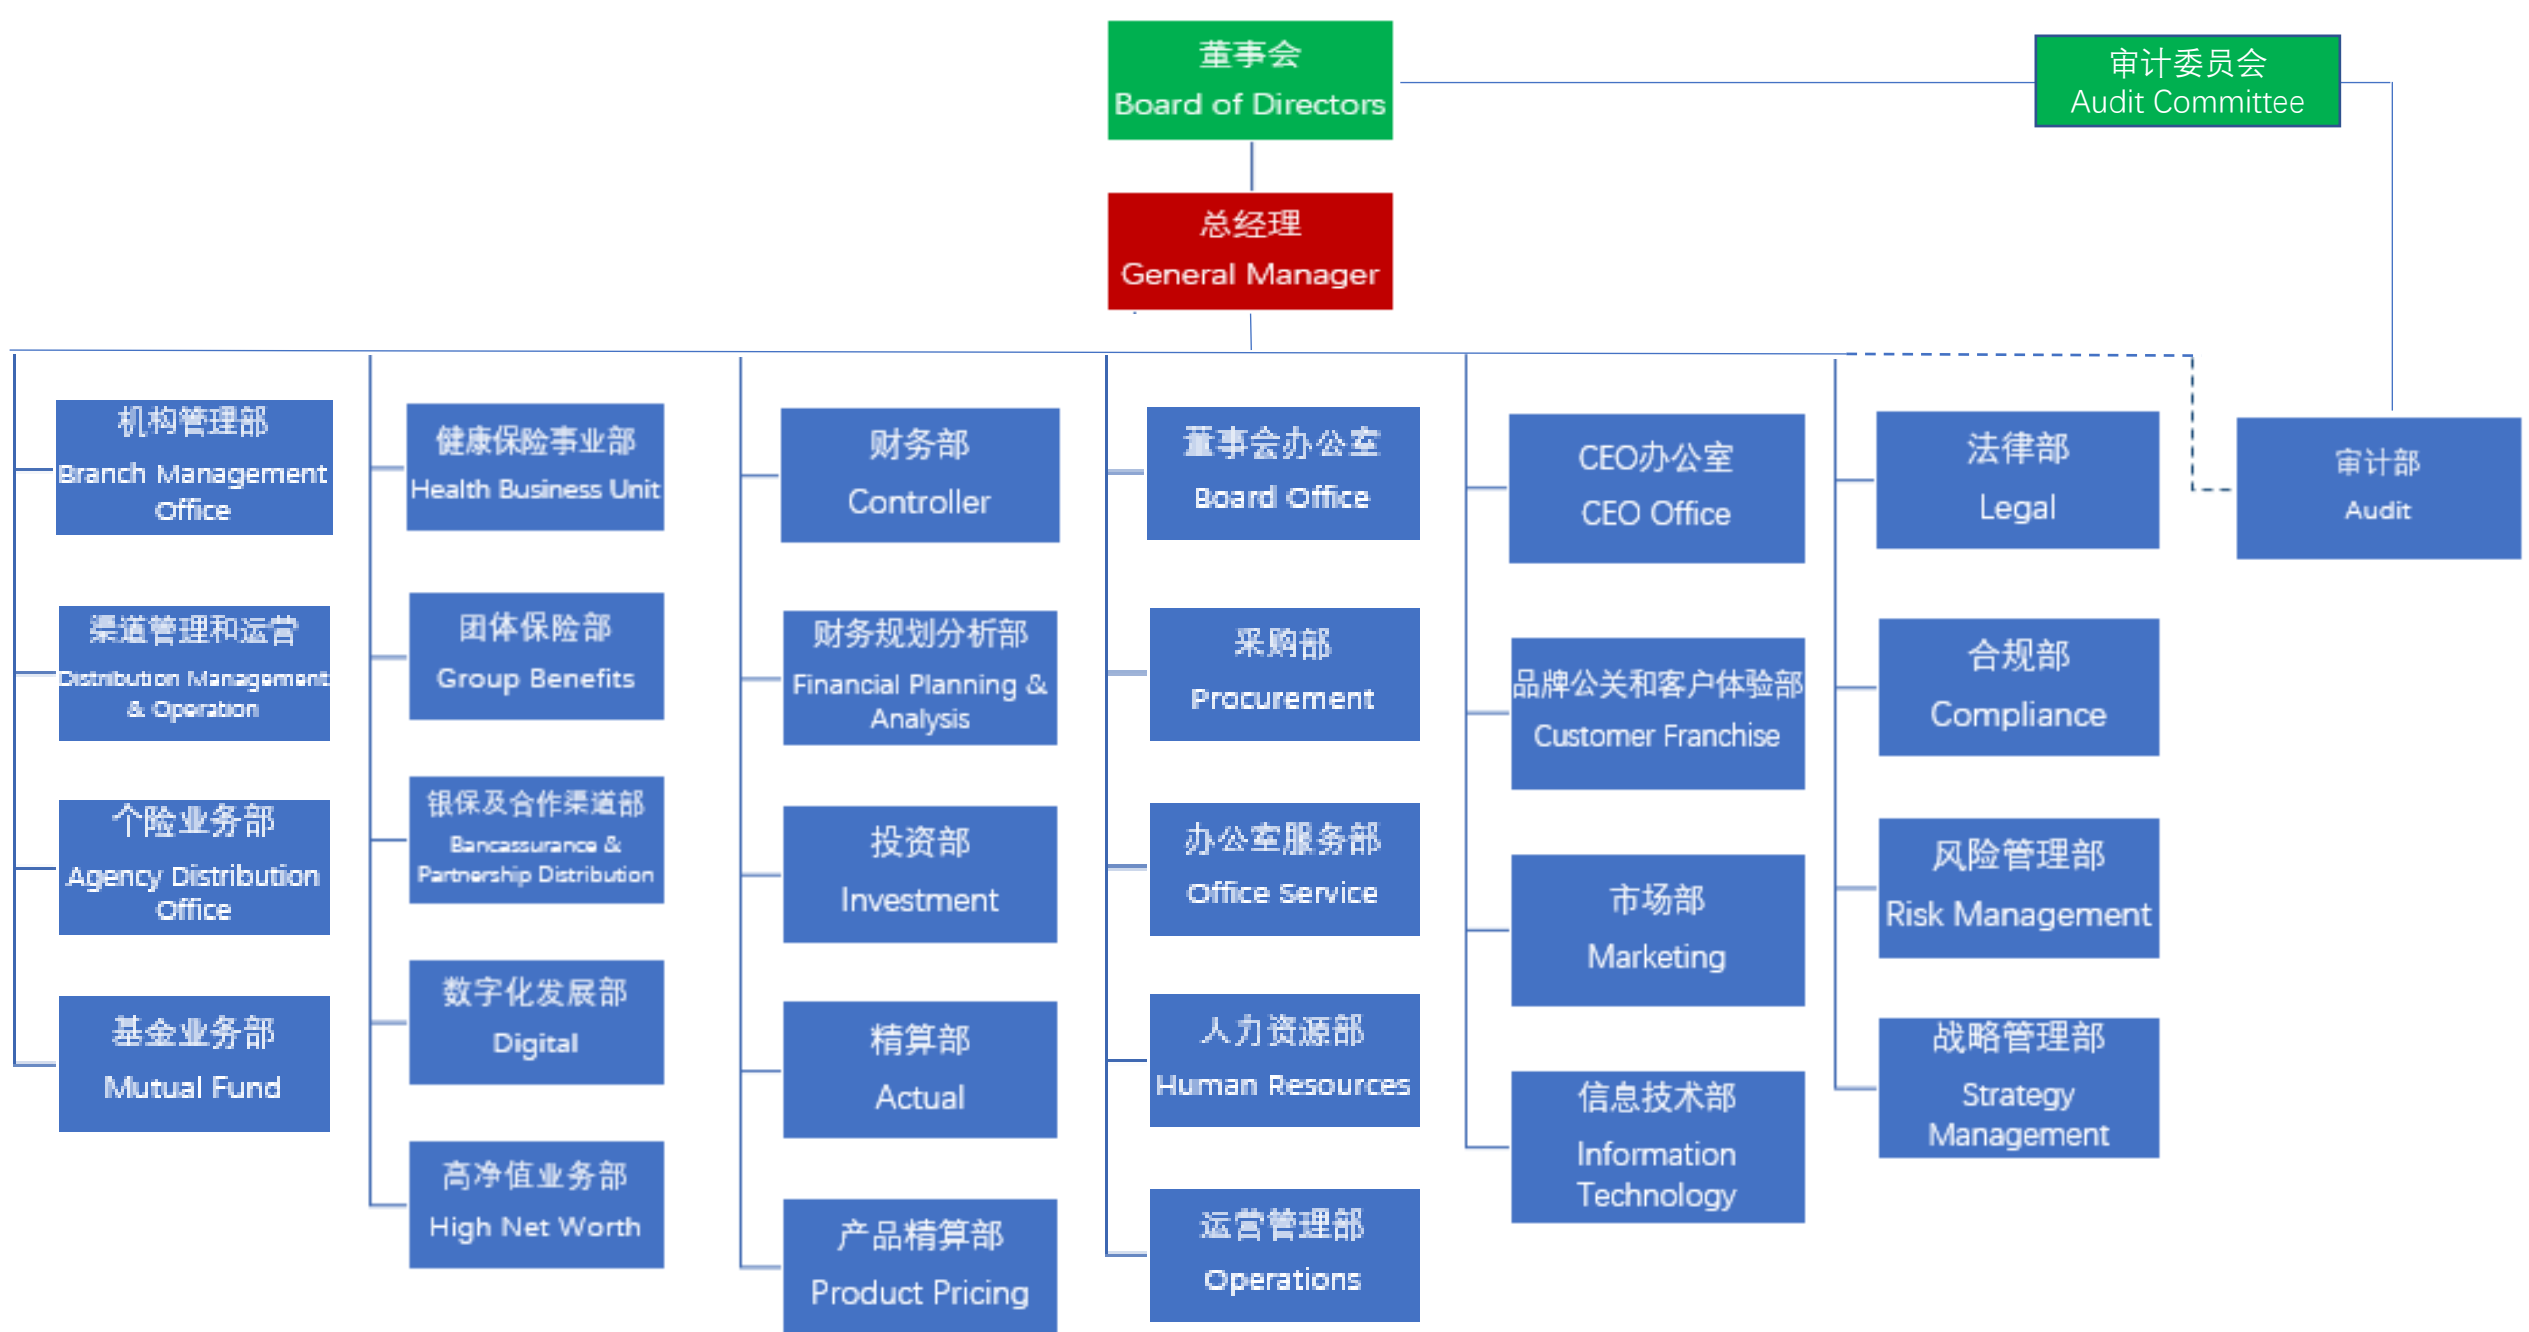 董事会
Board of Directors
审计委员会
Audit Committee
总经理
General Manager
机构管理部
Branch Management
Office
渠道管理和运营
Distribution Management
& Operation
个险业务部
Agency Distribution
Office
基金业务部
Mutual Fund
健康保险事业部
Health Business Unit
团体保险部
Group Benefits
银保及合作渠道部
Bancassurance &
Partnership Distribution
数字化发展部
Digital
高净值业务部
High Net Worth
财务部
Controller
财务规划分析部
Financial Planning &
Analysis
投资部
Investment
精算部
Actual
产品精算部
Product Pricing
董事会办公室
Board Office
采购部
Procurement
办公室服务部
Office Service
人力资源部
Human Resources
运营管理部
Operations
CEO办公室
CEO Office
品牌公关和客户体验部
Customer Franchise
市场部
Marketing
信息技术部
Information
Technology
法律部
Legal
合规部
Compliance
风险管理部
Risk Management
战略管理部
Strategy
Management
审计部
Audit